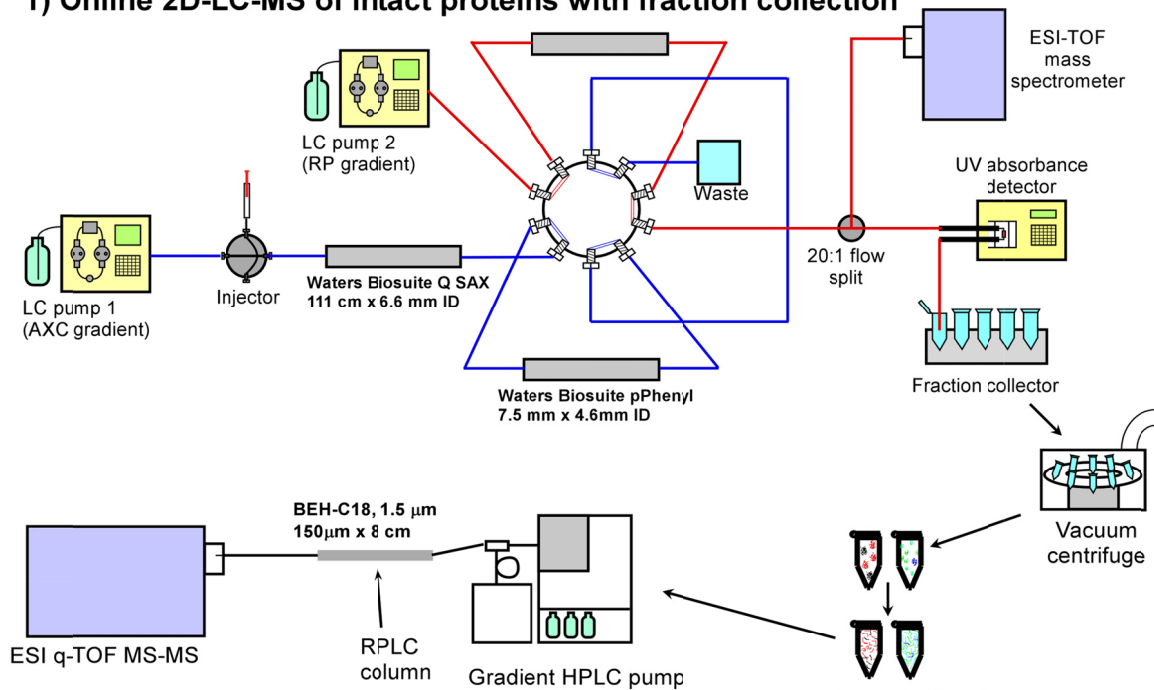 1) Online 2D-LC-MS of intact proteins with fraction collection
ESI-TOF
mass
spectrometer
LC pump 2
(RP gradient)
Waste
UV absorbance
detector
20:1 flow
split
Injector
Waters Biosuite Q SAX
111 cm x 6.6 mm ID
LC pump 1
(AXC gradient)
Waters Biosuite pPhenyl
7.5 mm x 4.6mm ID
Fraction collector
Vacuum
centrifuge
BEH-C18, 1.5 μm
150μm x 8 cm
RPLC
column
ESI q-TOF MS-MS
Gradient HPLC pump